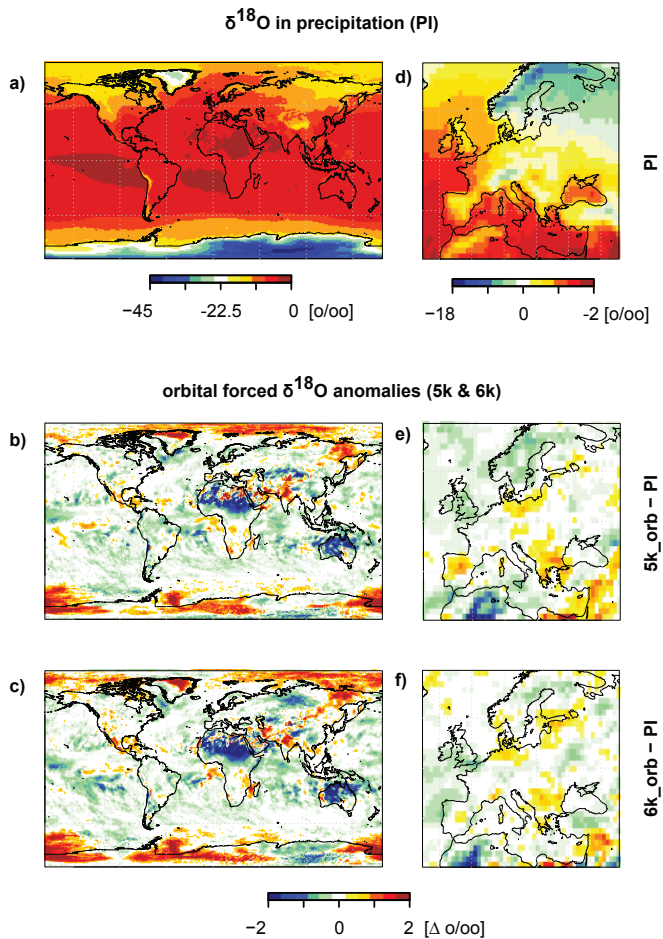 δ18O in precipitation (PI)
a)
d)
PI
−45 -22.5 0 [o/oo]
−18 0 -2 [o/oo]
orbital forced δ18O anomalies (5k & 6k)
b)
e)
5k_orb − PI
c)
f)
6k_orb − PI
−2 0 2 [Δ o/oo]